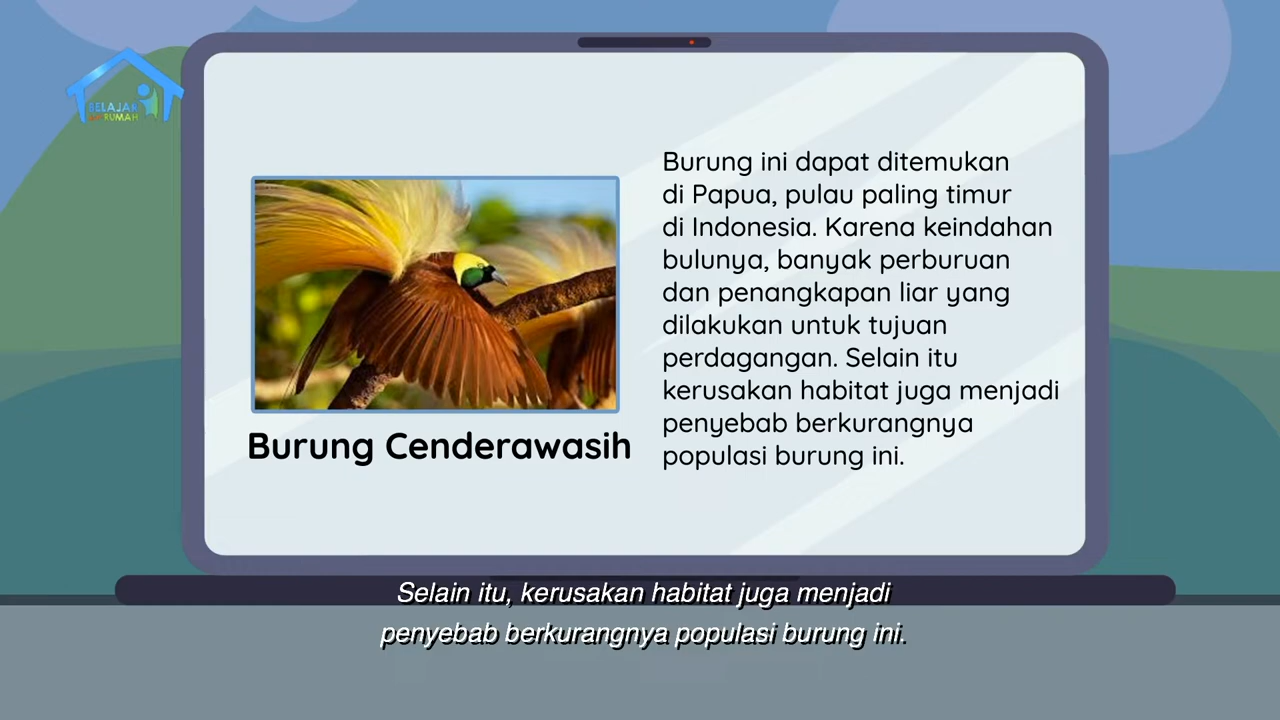 BELAJAR
RUMAH
Burung ini dapat ditemukan
di Papua, pulau paling timur
di Indonesia. Karena keindahan
bulunya, banyak perburuan
dan penangkapan liar yang
dilakukan untuk tujuan
perdagangan. Selain itu
kerusakan habitat juga menjadi
penyebab berkurangnya
populasi burung ini.
Burung Cenderawasih
Selain itu, kerusakan habitat juga menjadi
penyebab berkurangnya populasi burung ini.